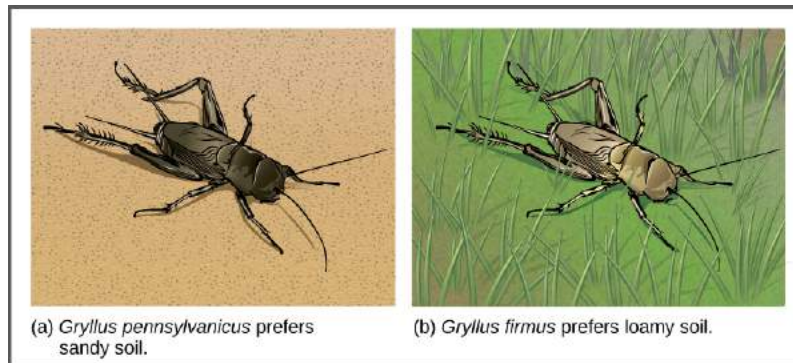 (a) Gryllus pennsylvanicus prefers
sandy soil.
(b) Gryllus firmus prefers loamy soil.